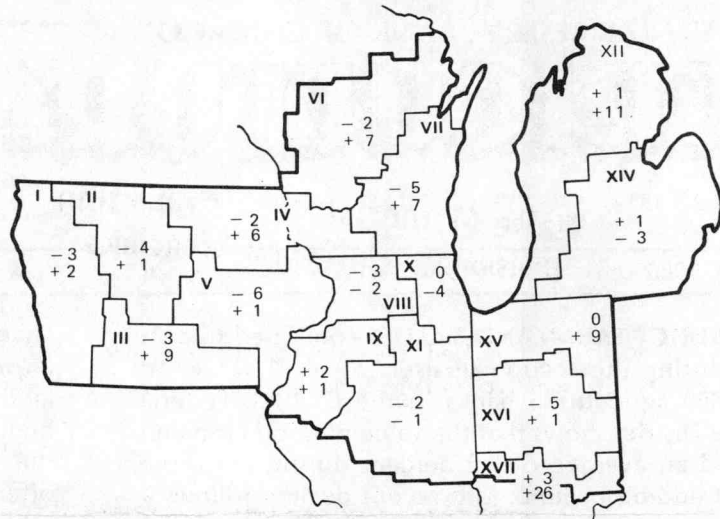 XII
+ 1
+ 11
VI
- 2
+ 7
VII
XIV
+ 1
- 3
- 5
+ 7
I
II
- 2
+ 6
IV
- 3
+ 2
- 4
- 1
V
- 6
+ 1
3
- 2
VIII
X
0
-4
III
- 3
+ 9
IX
XI
XV
0
- 9
+ 2
+ 1
- 2
- 1
XVI
- 5
- 1
XVII
+ 3
+ 26